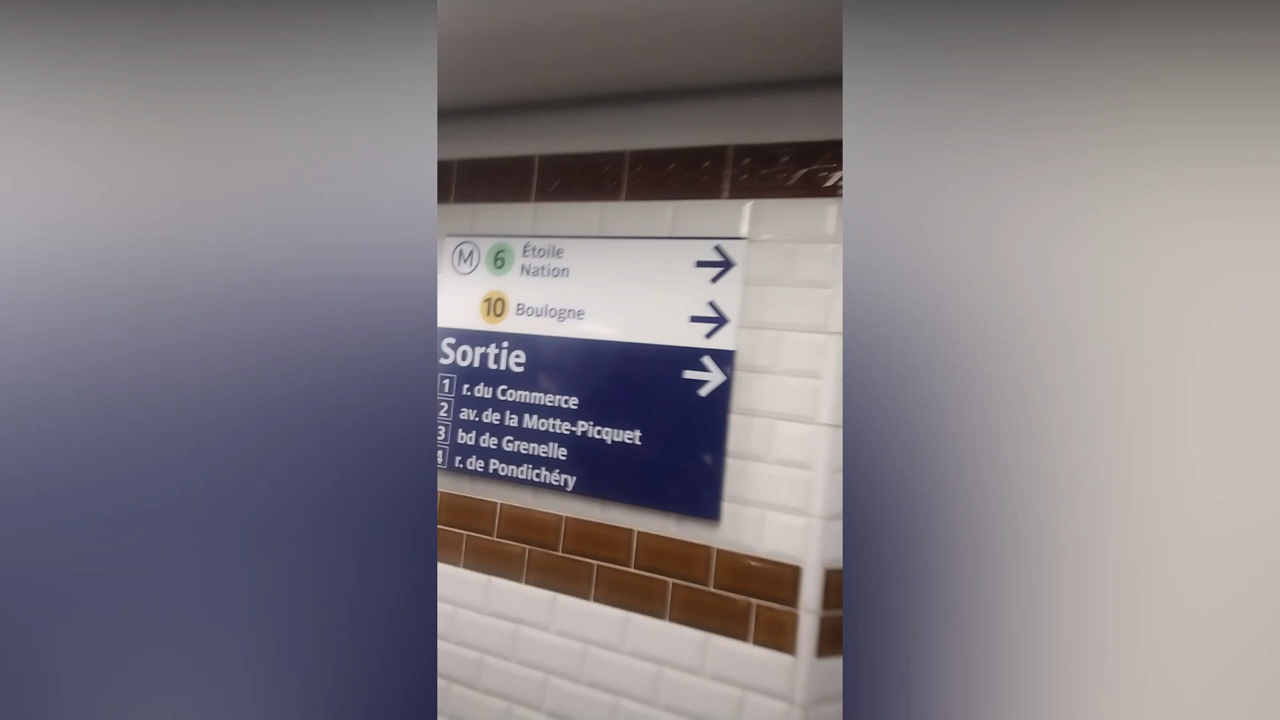 M 6 Étoile
Nation
10 Boulogne
Sortie
1 r. du Commerce
2 av. de la Motte-Picquet
3 bd de Grenelle
4 r. de Pondichéry